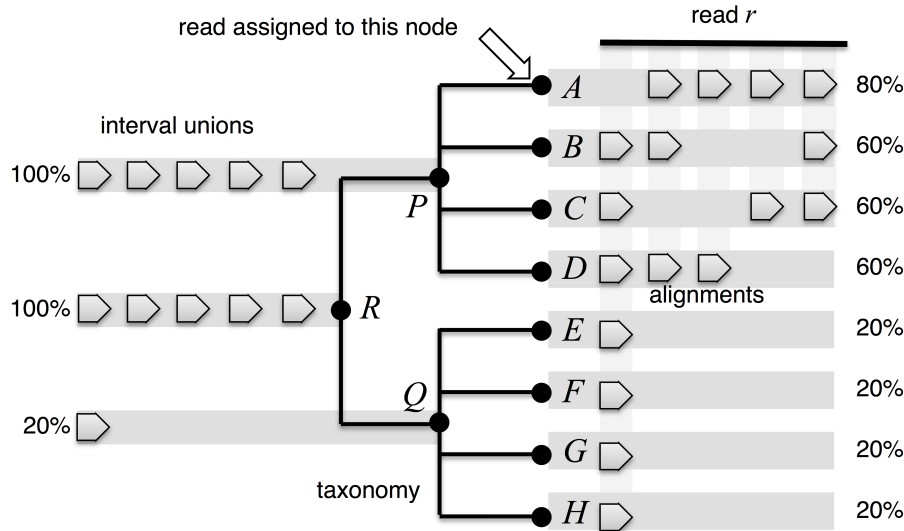 read r
read assigned to this node
A 80%
interval unions
B 60%
100%
P
C 60%
D 60%
alignments
100%
R
E 20%
Q
F 20%
20%
G 20%
taxonomy
H 20%